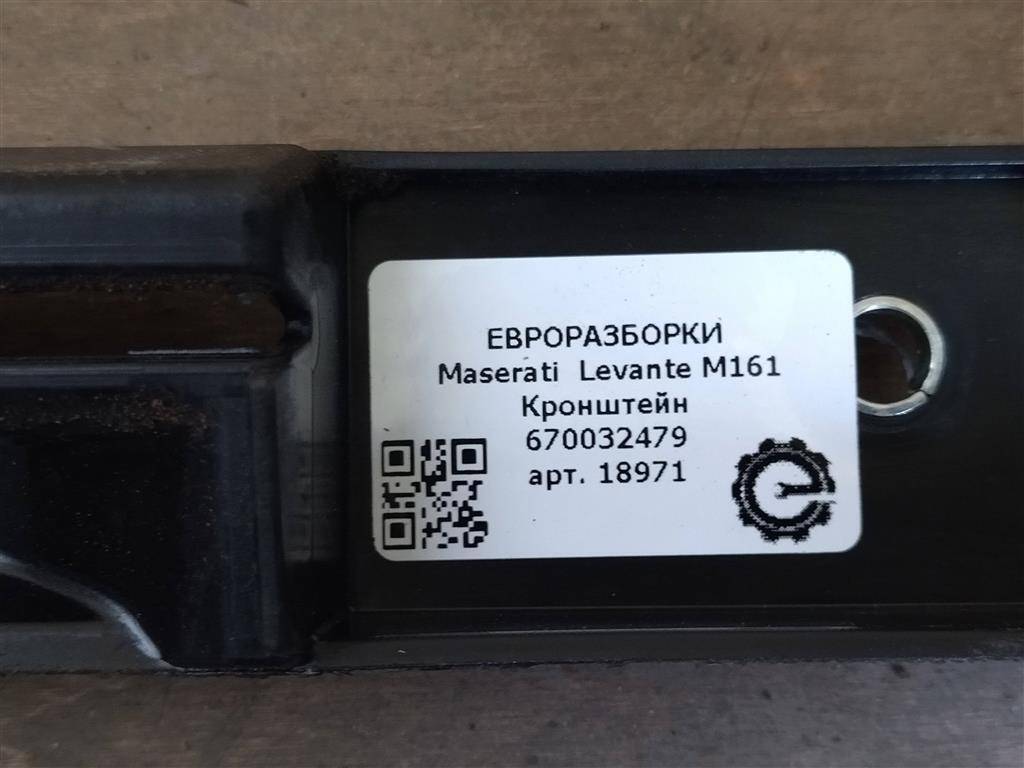 ЕВРОРАЗБОРКИ
Maserati Levante M161
Кронштейн
670032479
арт. 18971